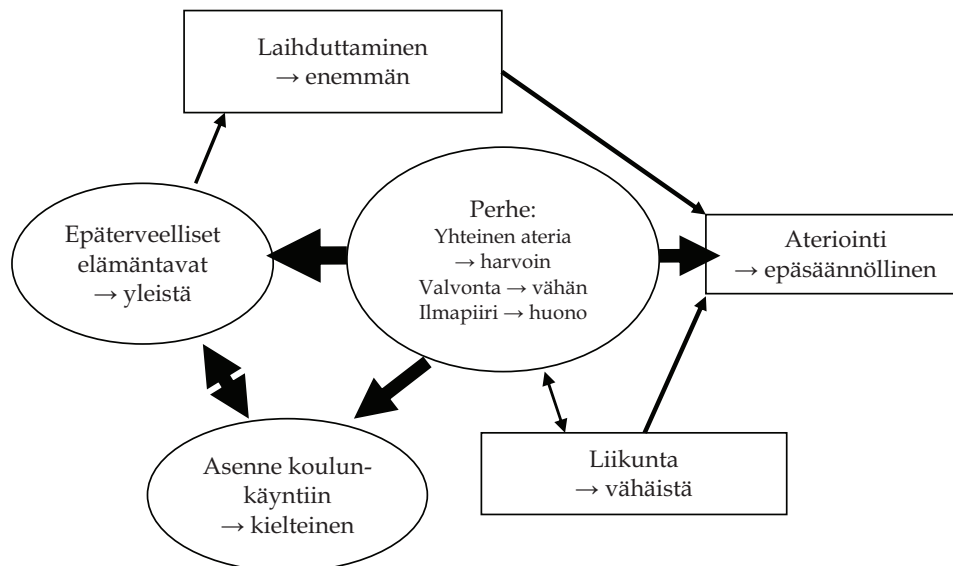 Laihduttaminen
→ enemmän
Epäterveelliset
elämäntavat
→ yleistä
Perhe:
Yhteinen ateria
→ harvoin
Valvonta → vähän
Ilmapiiri → huono
Ateriointi
→ epäsäännöllinen
Asenne koulun-
käyntiin
→ kielteinen
Liikunta
→ vähäistä